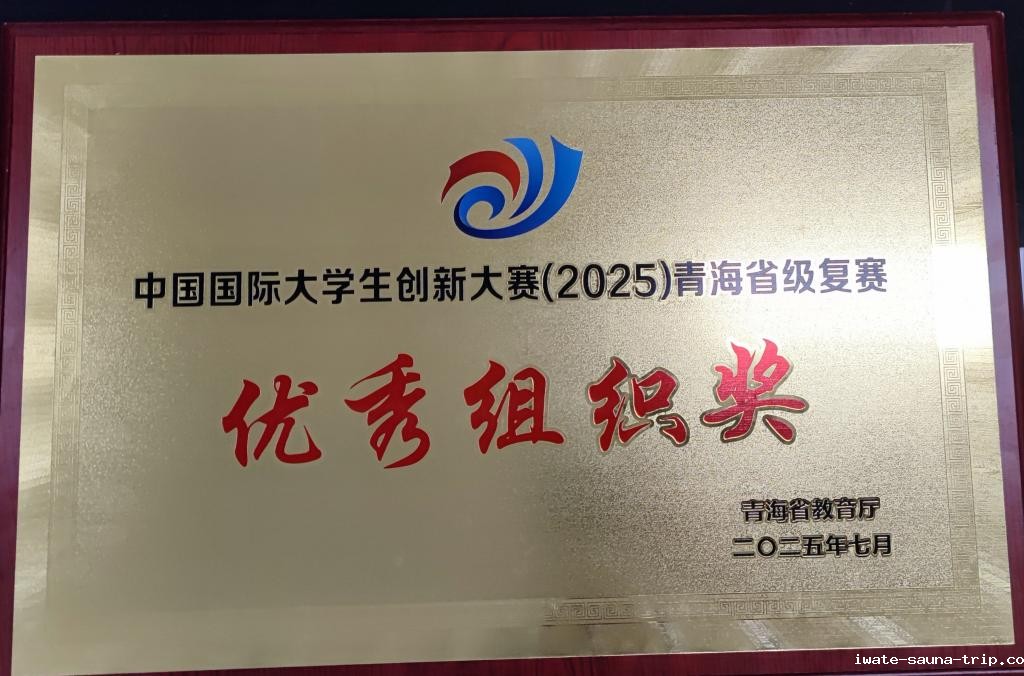 中国国际大学生创新大赛(2025)青海省级复赛
优秀组织奖
青海省教育厅
二〇二五年七月
iwate-sauna-trip.co